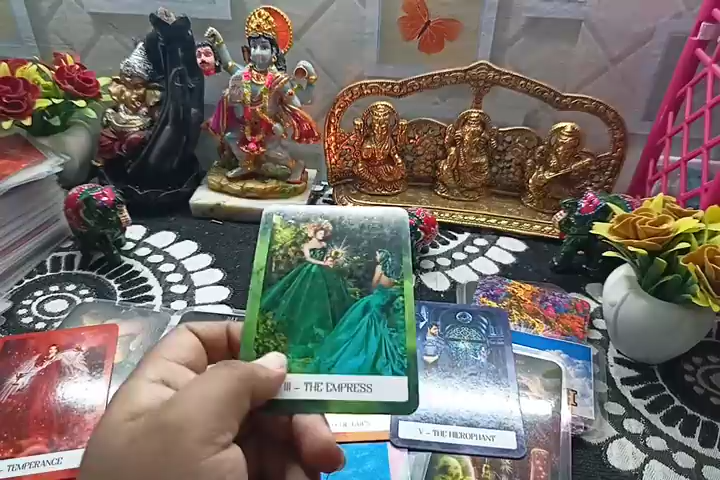 III - THE EMPRESS
V - THE HIEROPHANT
- TEMPERANCE